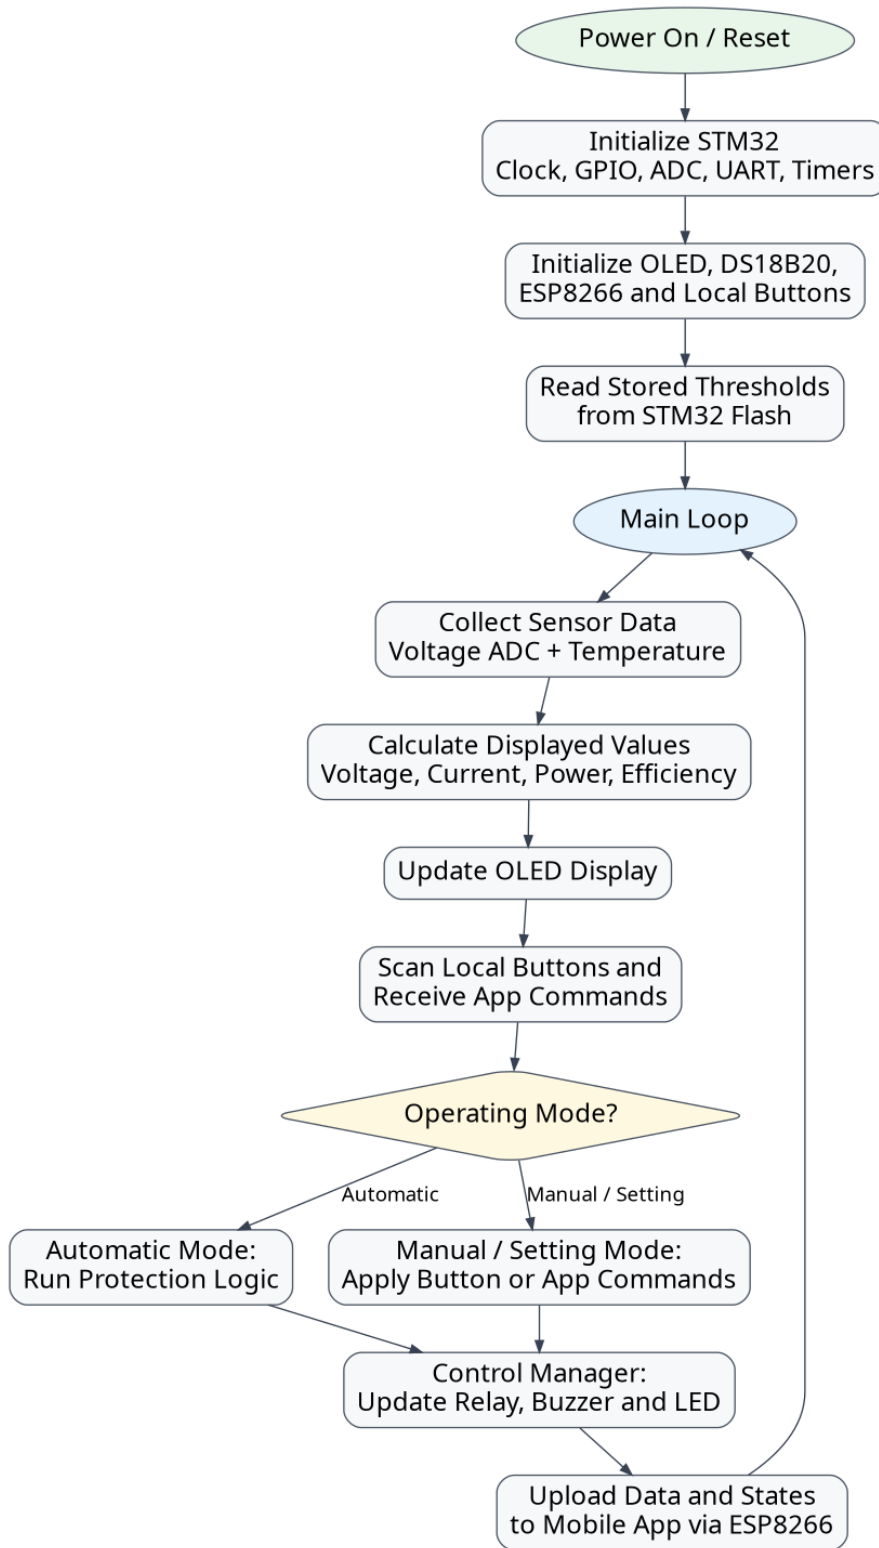 Power On / Reset
Initialize STM32
Clock, GPIO, ADC, UART, Timers
Initialize OLED, DS18B20,
ESP8266 and Local Buttons
Read Stored Thresholds
from STM32 Flash
Main Loop
Collect Sensor Data
Voltage ADC + Temperature
Calculate Displayed Values
Voltage, Current, Power, Efficiency
Update OLED Display
Scan Local Buttons and
Receive App Commands
Operating Mode?
Automatic
Manual / Setting
Automatic Mode:
Run Protection Logic
Manual / Setting Mode:
Apply Button or App Commands
Control Manager:
Update Relay, Buzzer and LED
Upload Data and States
to Mobile App via ESP8266